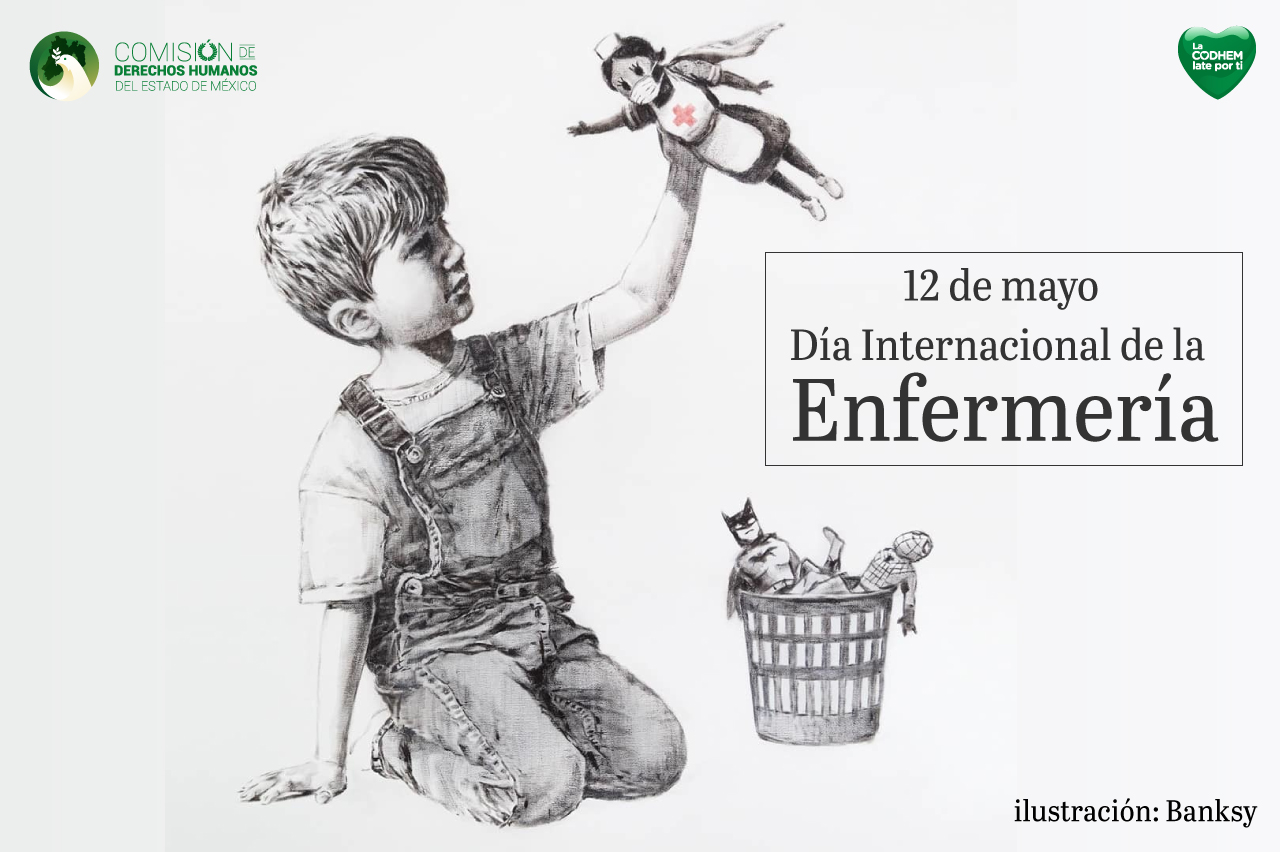 COMISIÓN DE
DERECHOS HUMANOS
DEL ESTADO DE MÉXICO
La
CODHEM
late por ti
12 de mayo
Día Internacional de la
Enfermería
ilustración: Banksy